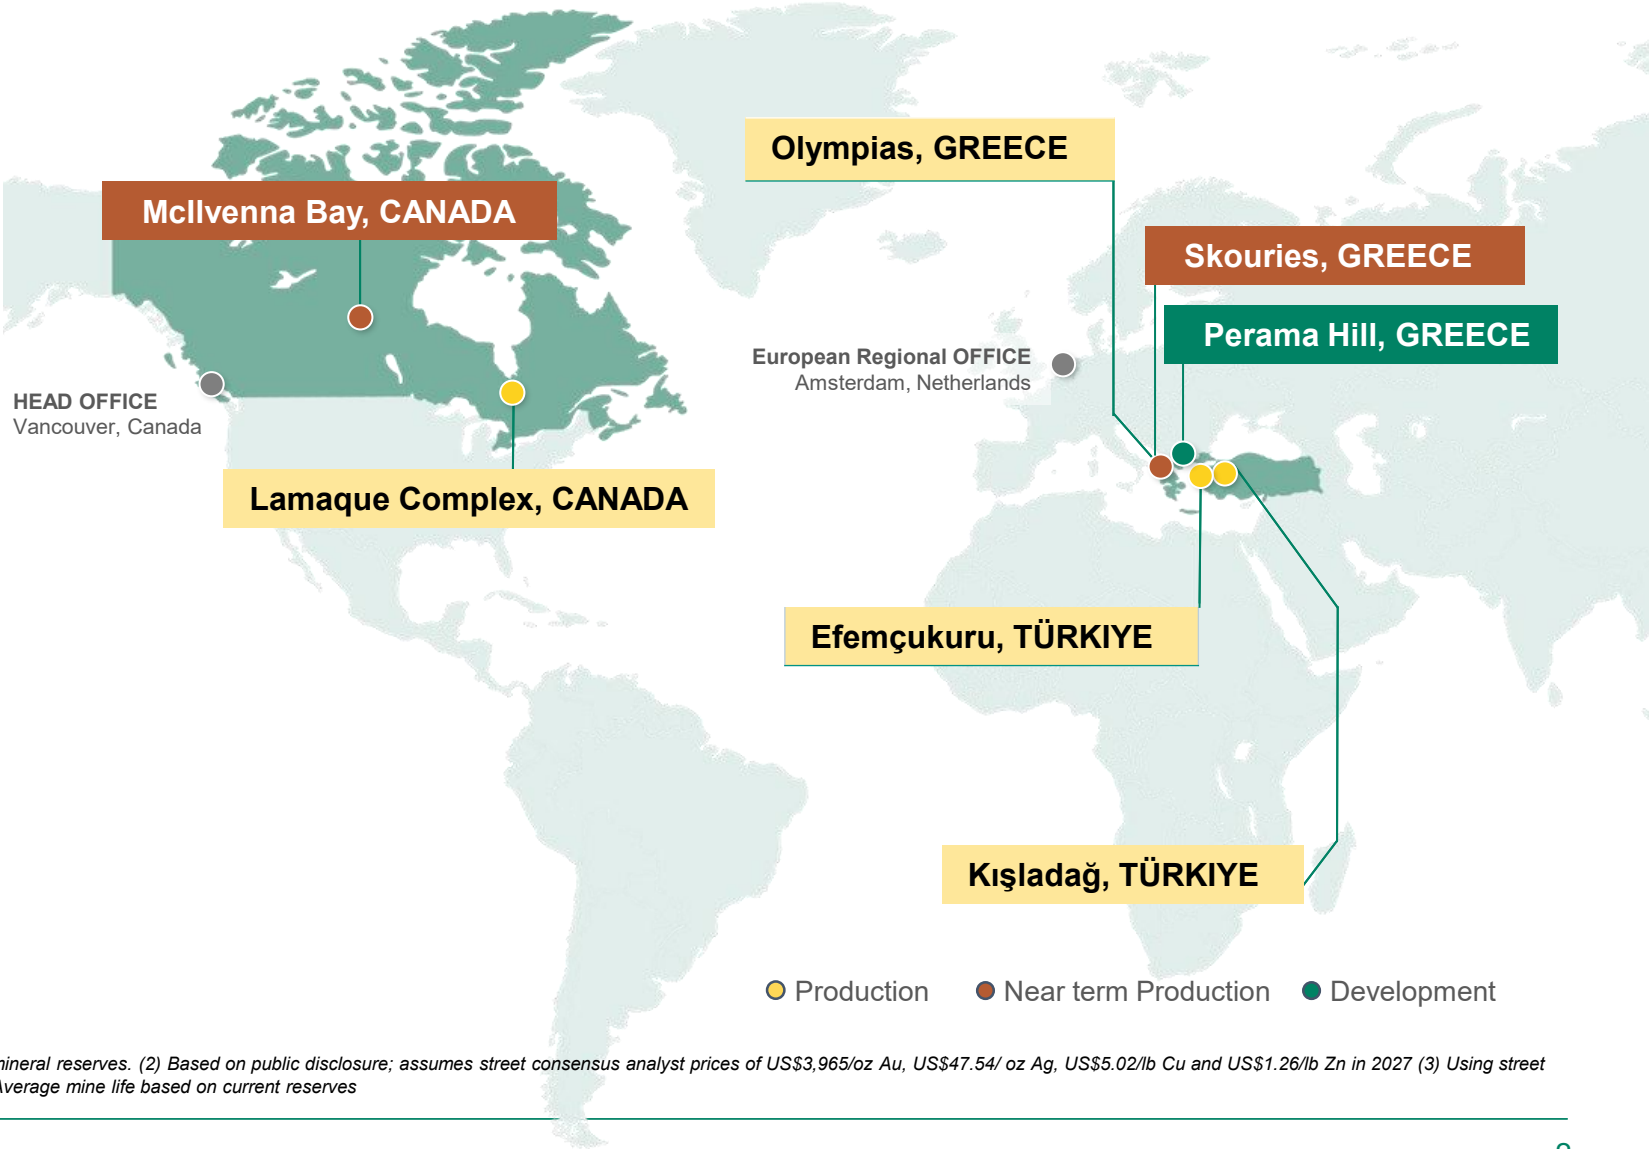 Olympias, GREECE
McIlvenna Bay, CANADA
Skouries, GREECE
Perama Hill, GREECE
European Regional OFFICE
Amsterdam, Netherlands
HEAD OFFICE
Vancouver, Canada
Lamaque Complex, CANADA
Efemçukuru, TÜRKIYE
Kışladağ, TÜRKIYE
Production
Near term Production
Development
mineral reserves. (2) Based on public disclosure; assumes street consensus analyst prices of US$3,965/oz Au, US$47.54/ oz Ag, US$5.02/lb Cu and US$1.26/lb Zn in 2027 (3) Using street
Average mine life based on current reserves